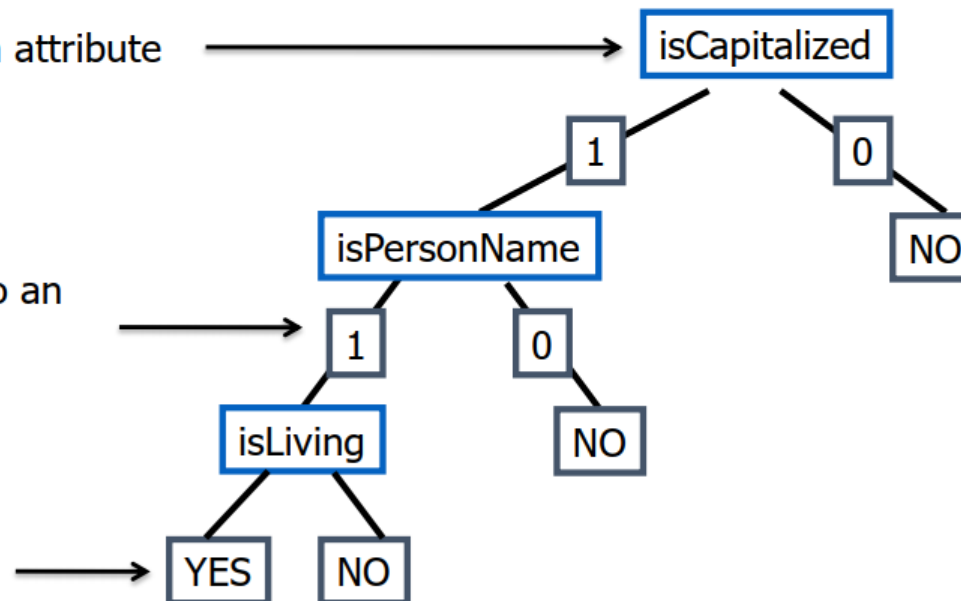 attribute
isCapitalized
1
0
isPersonName
NO
an
1
0
isLiving
NO
YES
NO